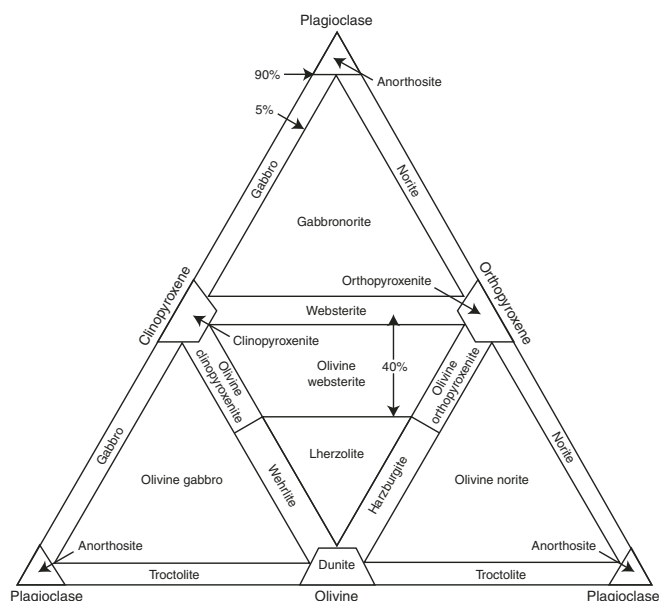 Plagioclase
90%
Anorthosite
5%
Gabbro
Norite
Gabbronorite
Clinopyroxene
Orthopyroxene
Orthopyroxenite
Websterite
Clinopyroxenite
Olivine
clinopyroxenite
Olivine
websterite
40%
Olivine
orthopyroxenite
Gabbro
Lherzolite
Norite
Olivine gabbro
Wehrlite
Harzburgite
Olivine norite
Anorthosite
Anorthosite
Dunite
Troctolite
Troctolite
Plagioclase
Olivine
Plagioclase